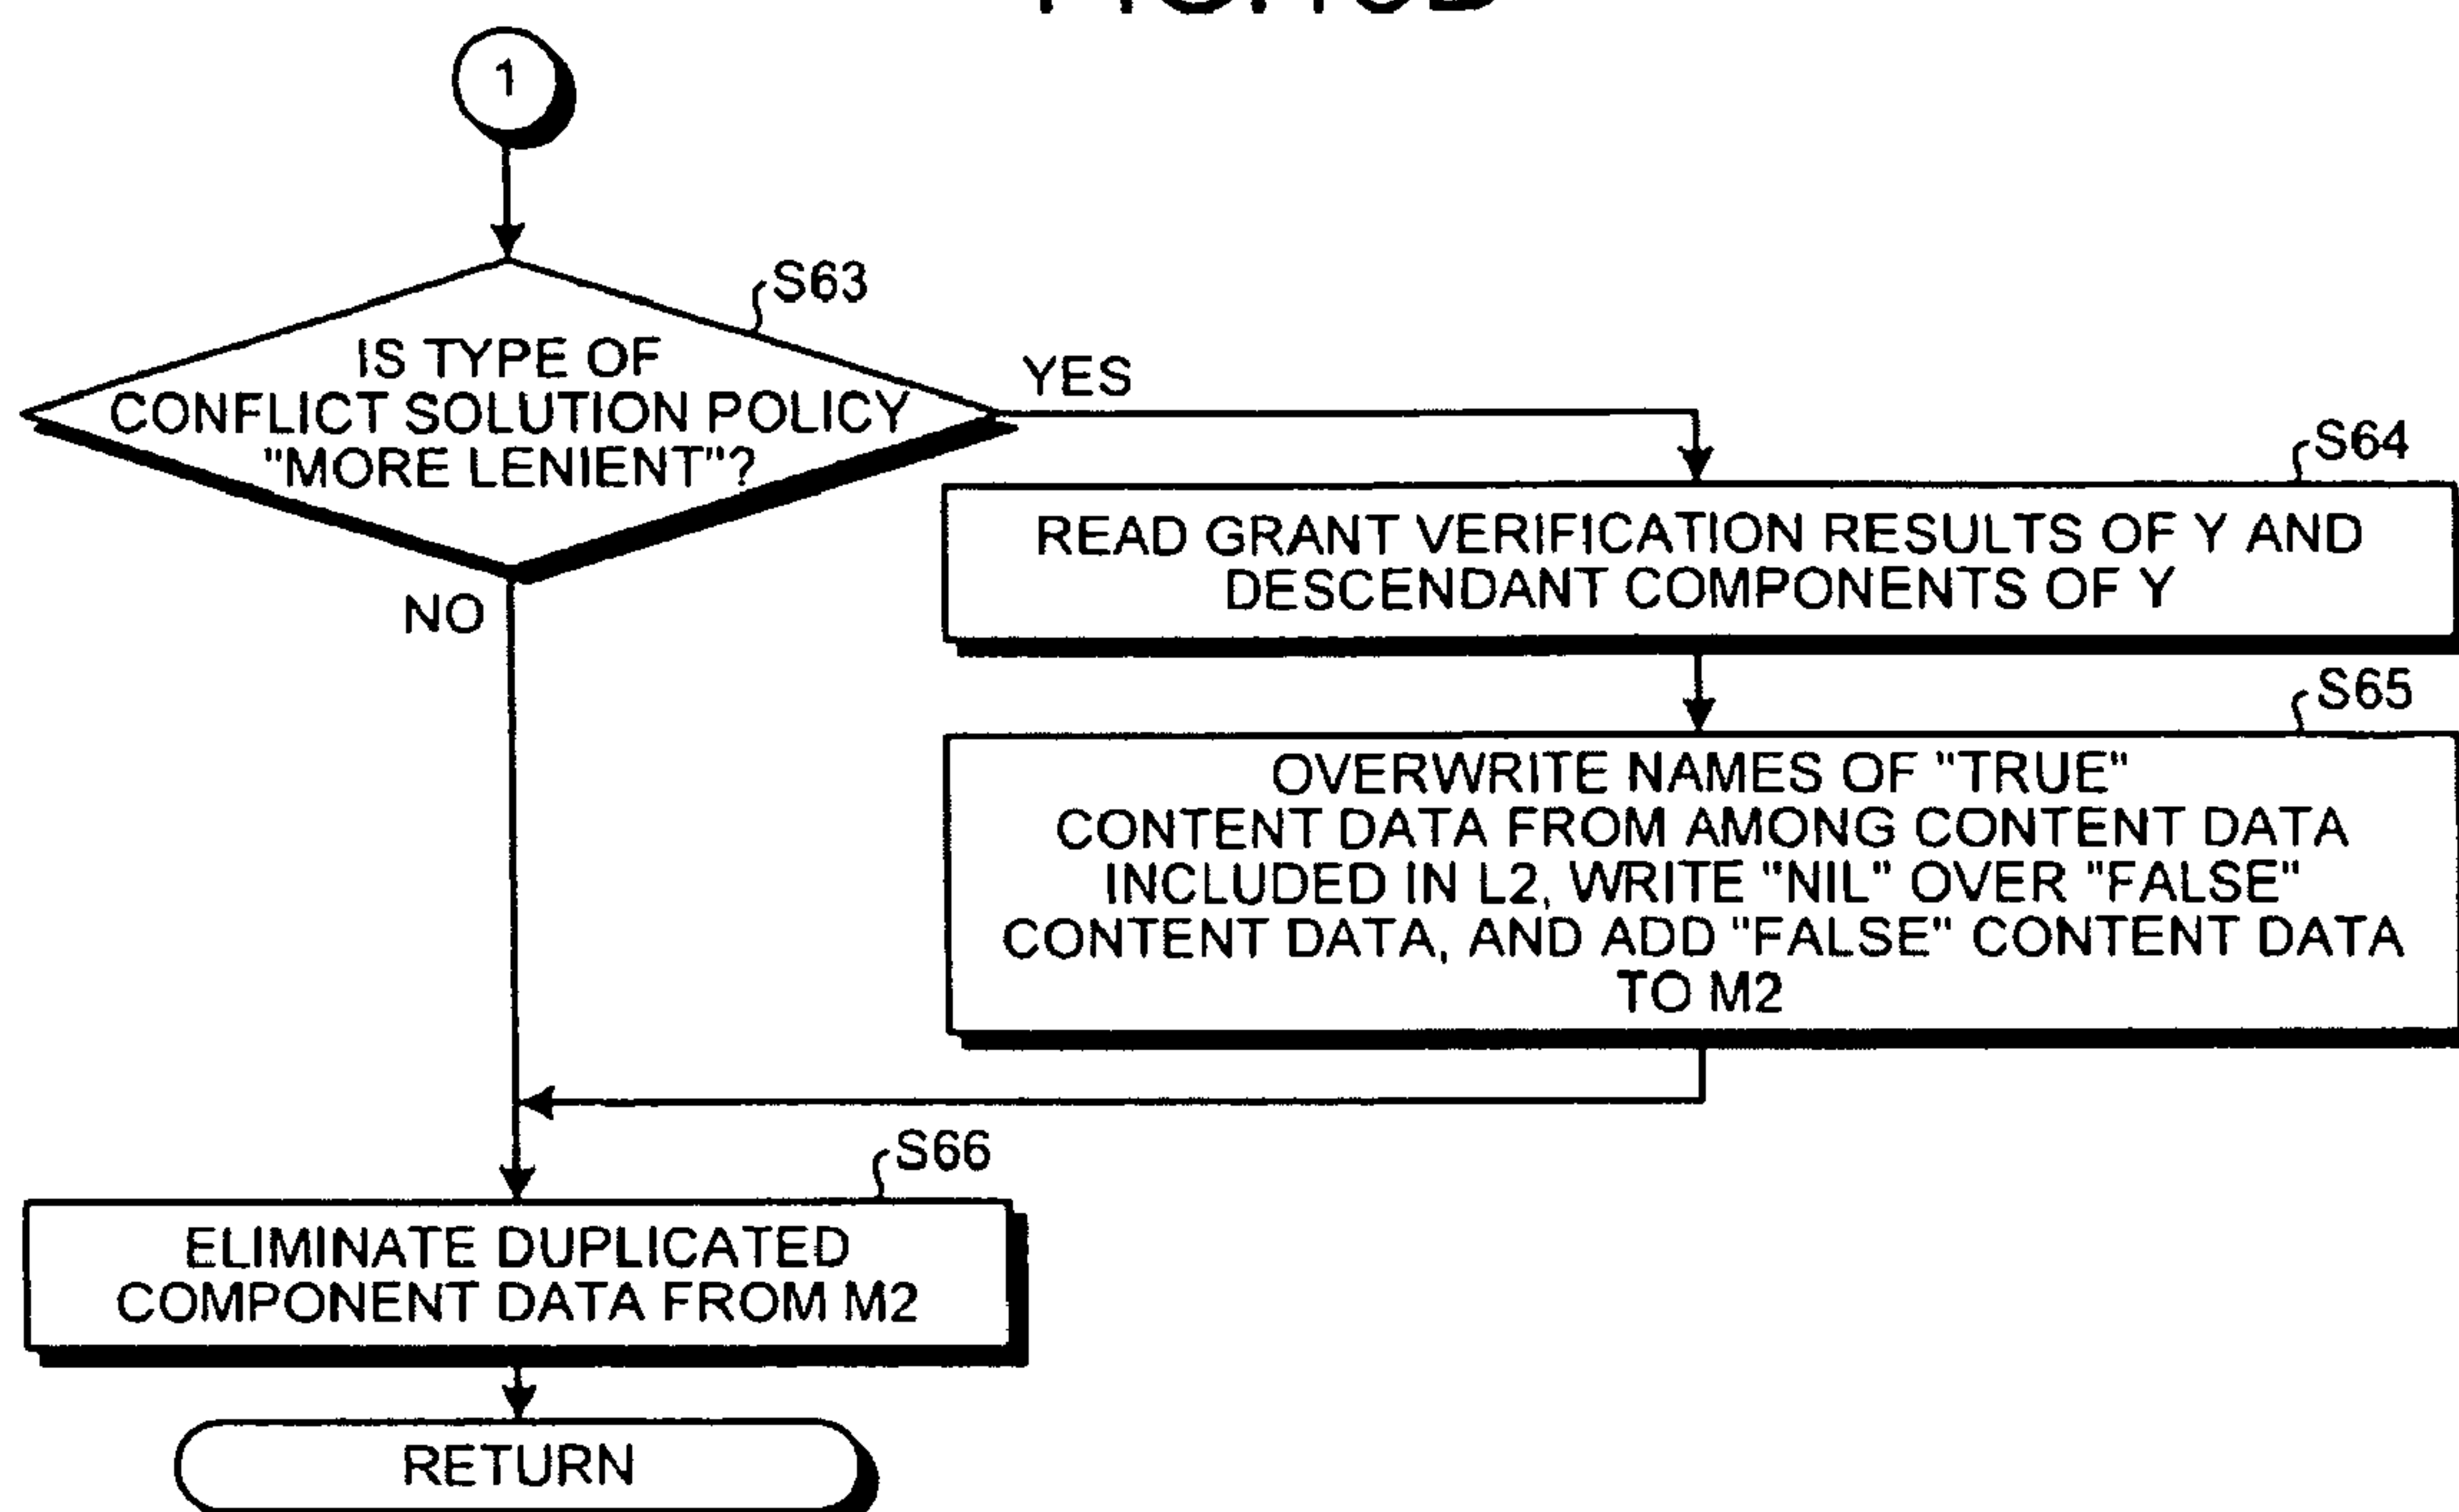 1
S63
IS TYPE OF
CONFLICT SOLUTION POLICY
"MORE LENIENT"?
YES
NO
S64
READ GRANT VERIFICATION RESULTS OF Y AND
DESCENDANT COMPONENTS OF Y
S65
OVERWRITE NAMES OF "TRUE"
CONTENT DATA FROM AMONG CONTENT DATA
INCLUDED IN L2, WRITE "NIL" OVER "FALSE"
CONTENT DATA, AND ADD "FALSE" CONTENT DATA
TO M2
S66
ELIMINATE DUPLICATED
COMPONENT DATA FROM M2
RETURN